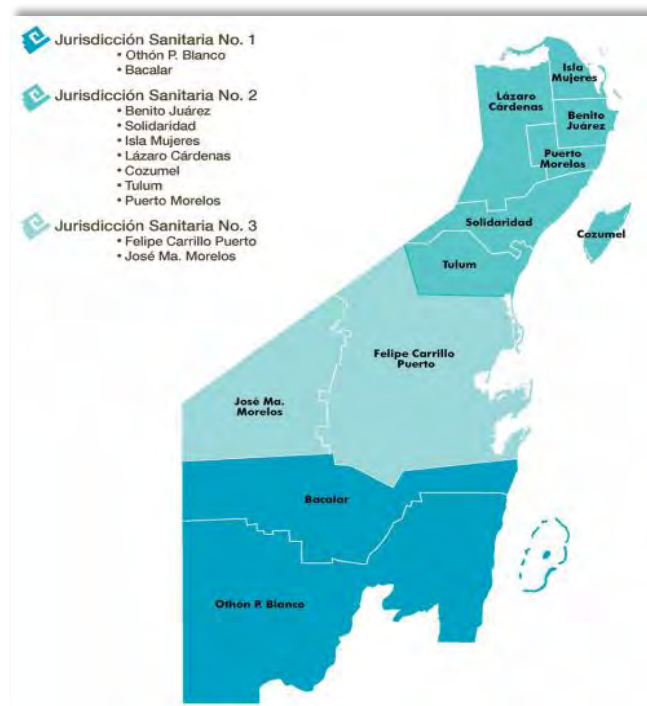 Jurisdicción Sanitaria No. 1
• Othón P. Blanco
• Bacalar
Jurisdicción Sanitaria No. 2
• Benito Juárez
• Solidaridad
• Isla Mujeres
• Lázaro Cárdenas
• Cozumel
• Tulum
• Puerto Morelos
Jurisdicción Sanitaria No. 3
• Felipe Carrillo Puerto
• José Ma. Morelos
Isla
Mujeres
Lázaro
Cárdenas
Benito
Juárez
Puerto
Morelos
Solidaridad
Cozumel
Tulum
Felipe Carrillo
Puerto
José Ma.
Morelos
Bacalar
Othón P. Blanco